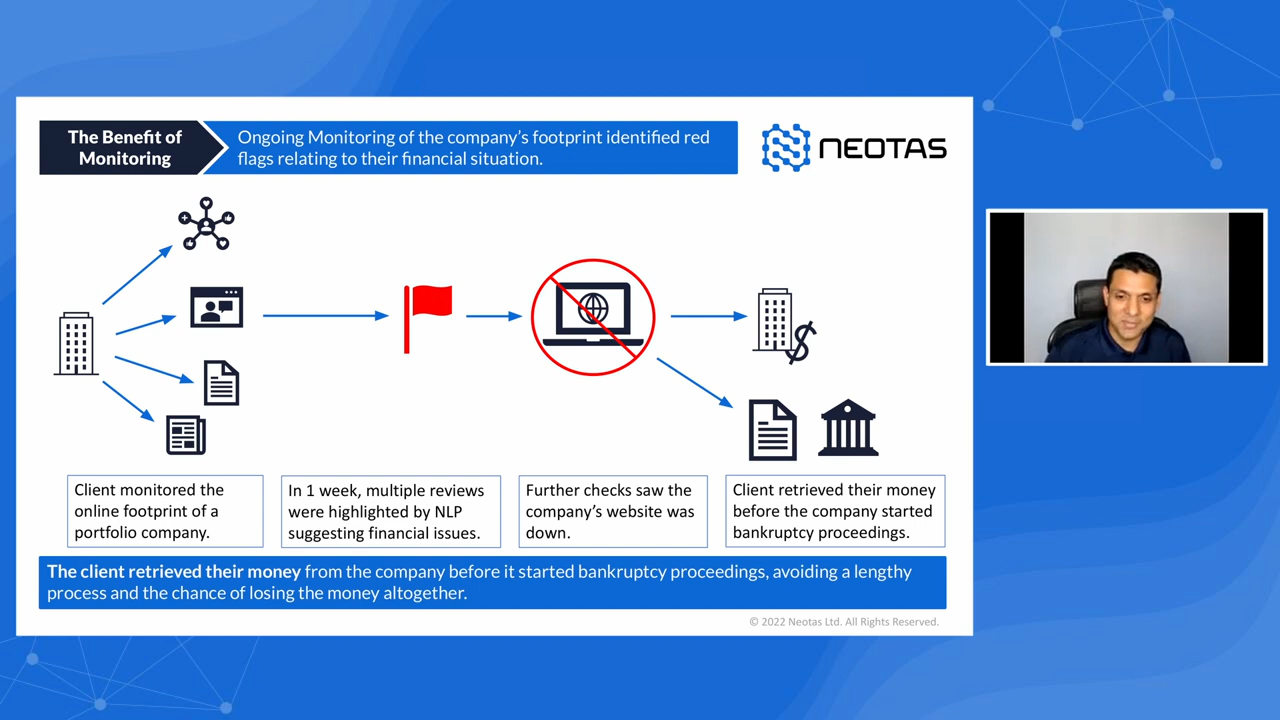 The Benefit of
Monitoring
Ongoing Monitoring of the company's footprint identified red
flags relating to their financial situation.
NEOTAS
Client monitored the
online footprint of a
portfolio company.
In 1 week, multiple reviews
were highlighted by NLP
suggesting financial issues.
Further checks saw the
company's website was
down.
Client retrieved their money
before the company started
bankruptcy proceedings.
The client retrieved their money from the company before it started bankruptcy proceedings, avoiding a lengthy
process and the chance of losing the money altogether.
© 2022 Neotas Ltd. All Rights Reserved.